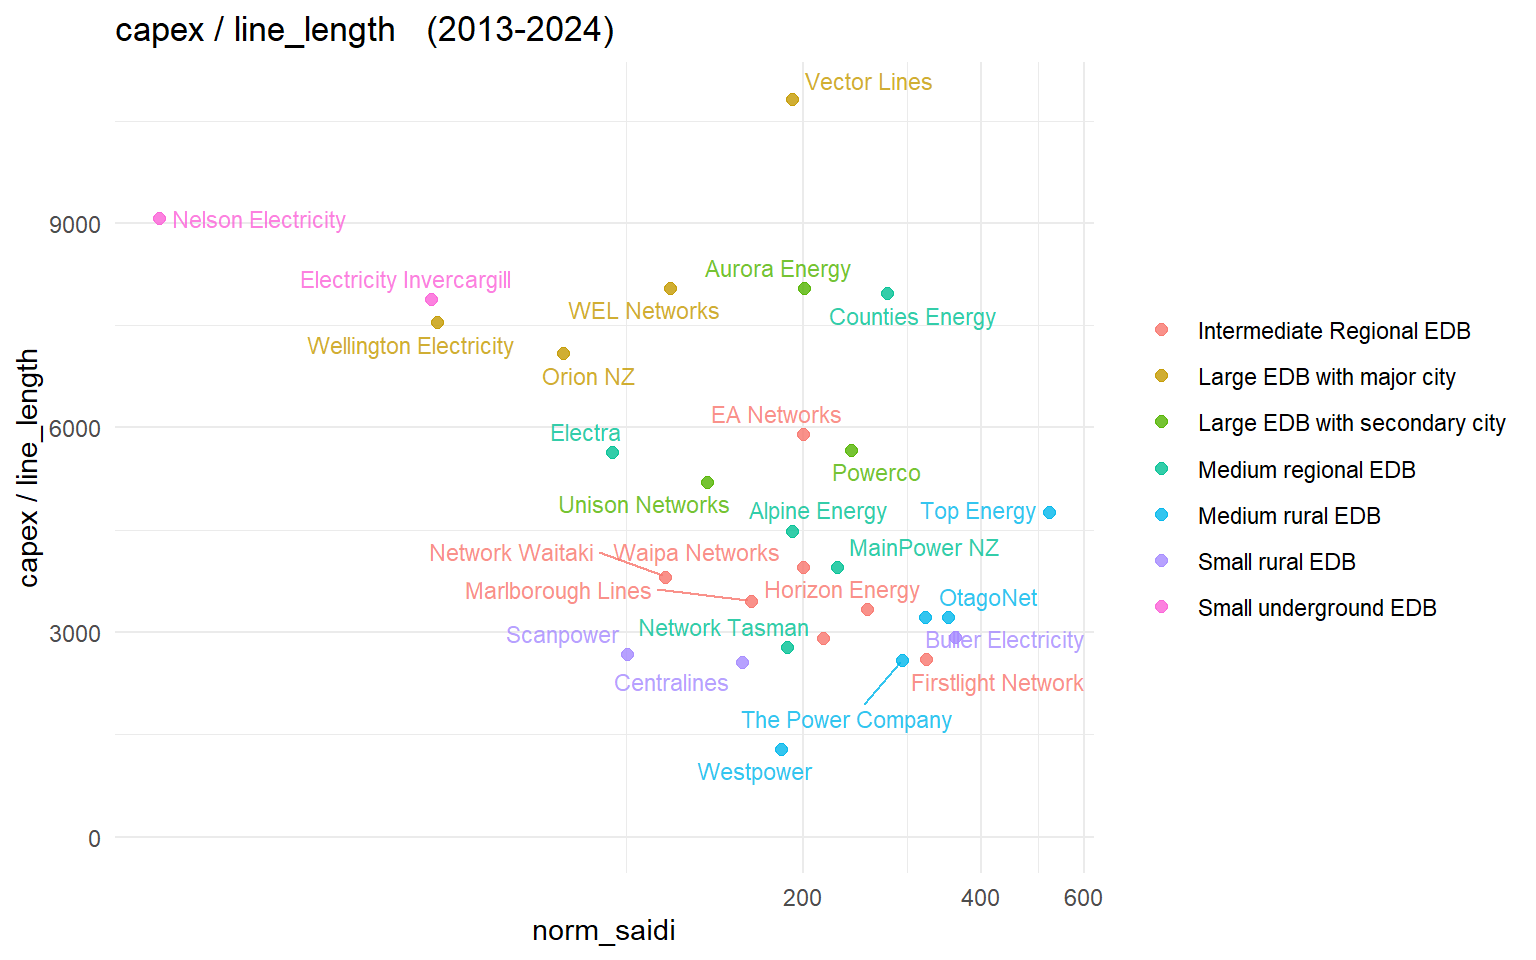 capex / line_length (2013-2024)
Vector Lines
Nelson Electricity
9000
Aurora Energy
Electricity Invercargill
WEL Networks
Counties Energy
Wellington Electricity
Orion NZ
EA Networks
6000
Electra
Powerco
Unison Networks
Alpine Energy
Top Energy
Network Waitaki
Waipa Networks
MainPower NZ
Marlborough Lines
Horizon Energy
OtagoNet
3000
Scanpower
Network Tasman
Buller Electricity
Centralines
Firstlight Network
The Power Company
Westpower
0
200
400
600
norm_saidi
capex / line_length
Intermediate Regional EDB
Large EDB with major city
Large EDB with secondary city
Medium regional EDB
Medium rural EDB
Small rural EDB
Small underground EDB